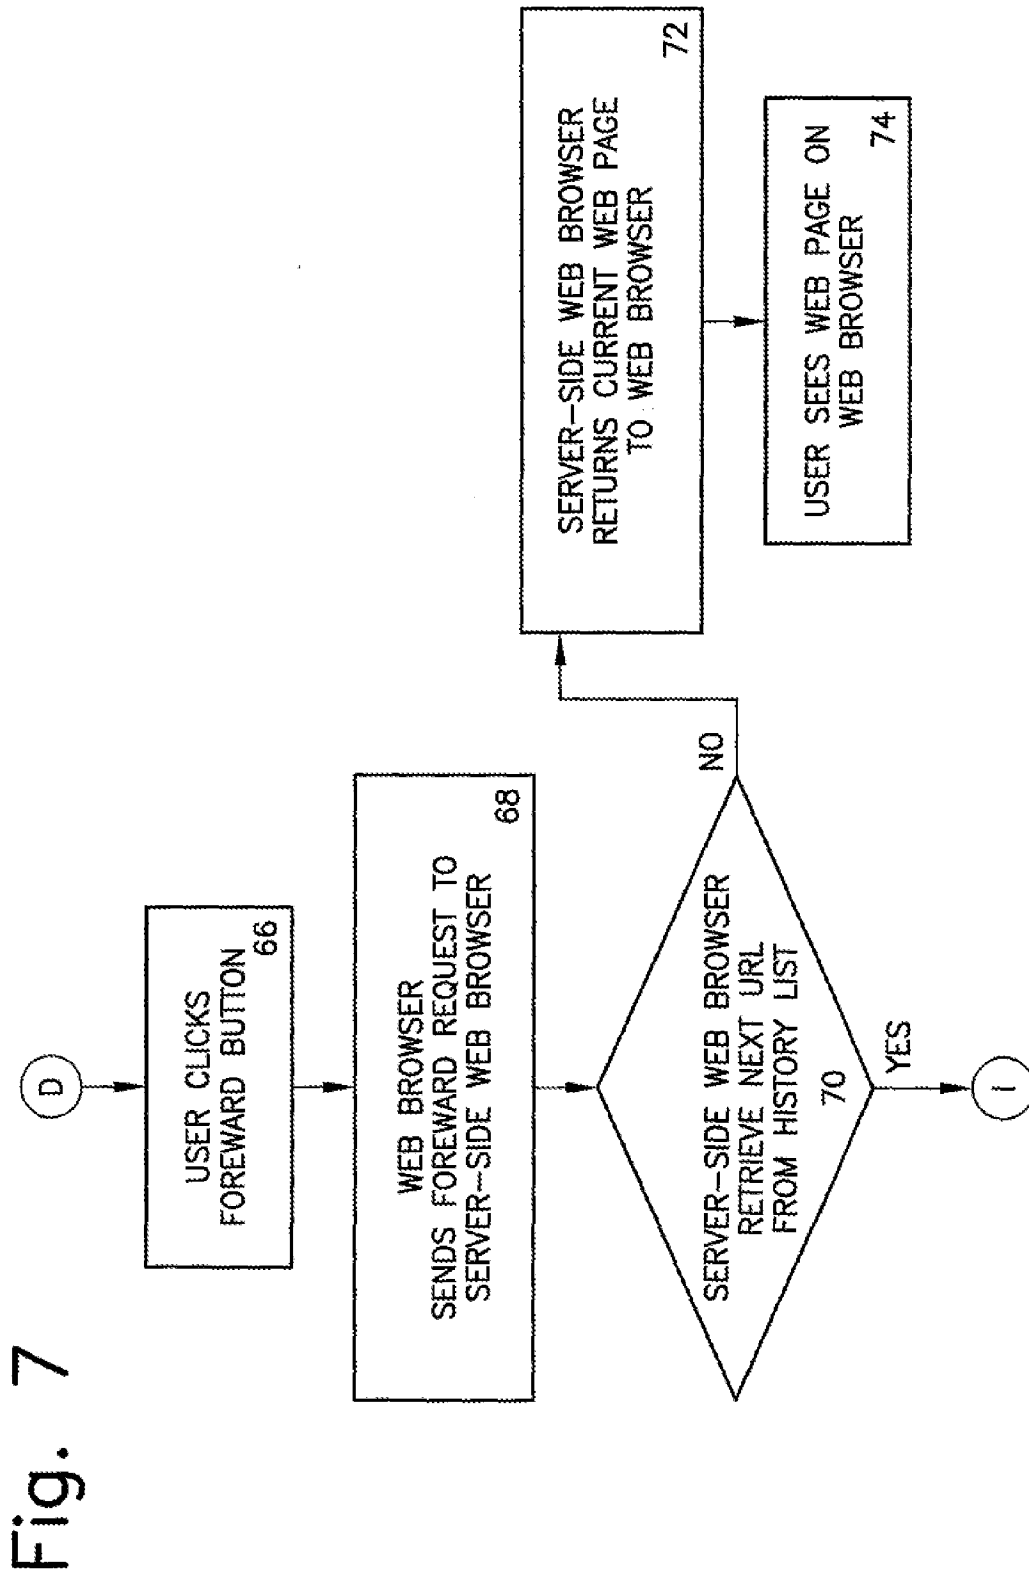 Fig. 7
D
USER CLICKS
FOREWARD BUTTON
66
WEB BROWSER
SENDS FOREWARD REQUEST TO
SERVER-SIDE WEB BROWSER
68
SERVER-SIDE WEB BROWSER
RETRIEVE NEXT URL
FROM HISTORY LIST
70
NO
YES
I
SERVER-SIDE WEB BROWSER
RETURNS CURRENT WEB PAGE
TO WEB BROWSER
72
USER SEES WEB PAGE ON
WEB BROWSER
74